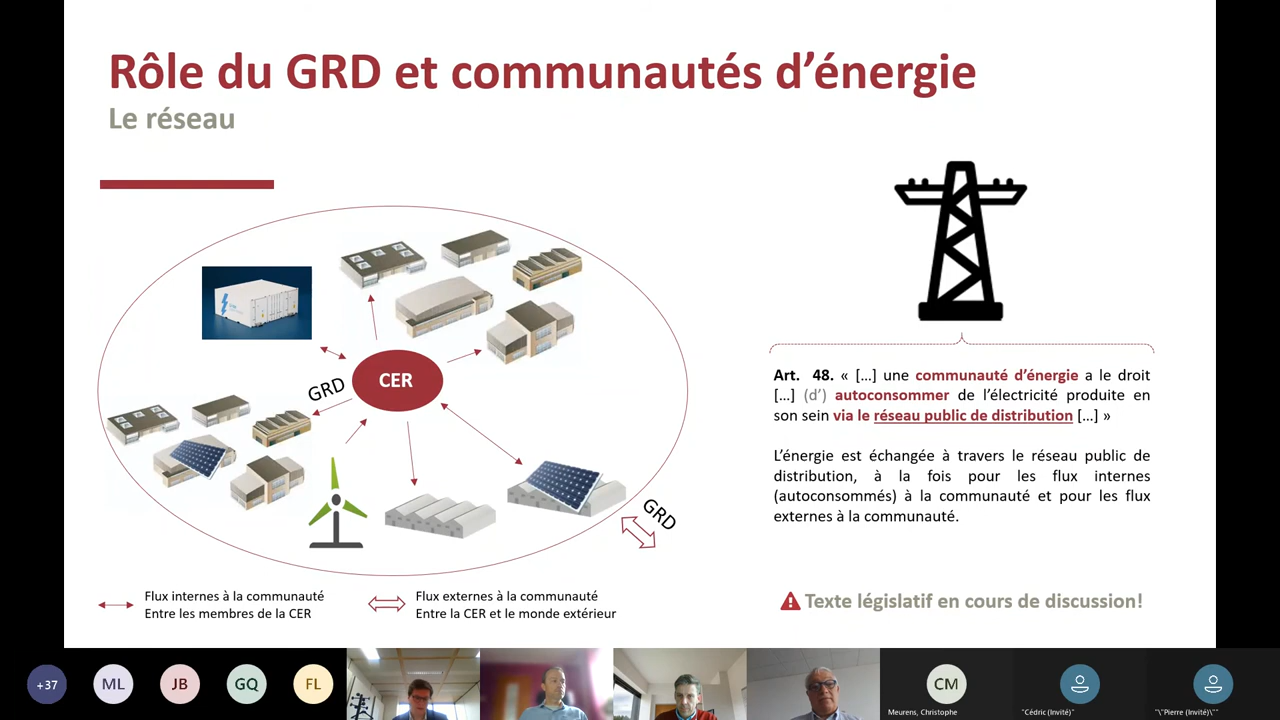 Rôle du GRD et communautés d’énergie
Le réseau
GRD
CER
GRD
Flux internes à la communauté
Entre les membres de la CER
Flux externes à la communauté
Entre la CER et le monde extérieur
Art. 48. « [...] une communauté d’énergie a le droit
[...] (d’) autoconsommer de l’électricité produite en
son sein via le réseau public de distribution [...] »
L’énergie est échangée à travers le réseau public de
distribution, à la fois pour les flux internes
(autoconsommés) à la communauté et pour les flux
externes à la communauté.
Texte législatif en cours de discussion!
+37
ML
JB
GQ
FL
CM
Meurens, Christophe
"Cédric (Invité)"
"\"Pierre (Invité)\""